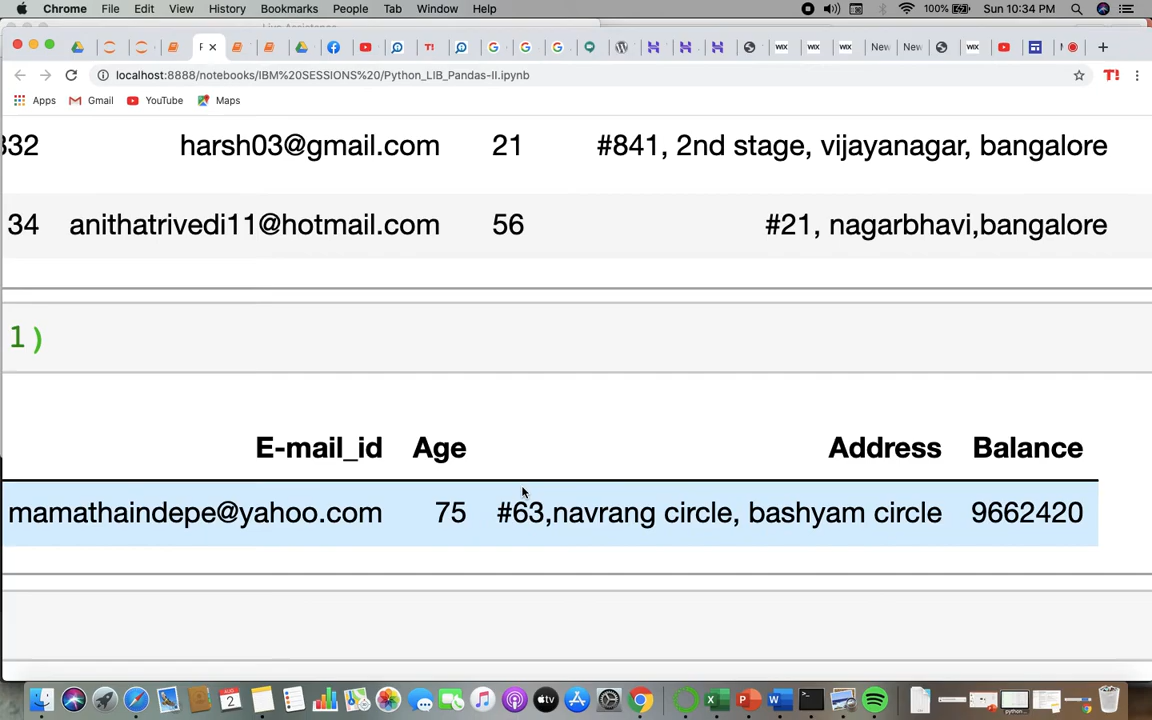 Chrome File Edit View History Bookmarks People Tab Window Help 100% Sun 10:34 PM
New New
localhost:8888/notebooks/IBM%20SESSIONS%20/Python_LIB_Pandas-II.ipynb
Apps Gmail YouTube Maps
332 harsh03@gmail.com 21 #841, 2nd stage, vijayanagar, bangalore
34 anithatrivedi11@hotmail.com 56 #21, nagarbhavi,bangalore
1)
E-mail_id Age Address Balance
mamathaindepe@yahoo.com 75 #63,navrang circle, bashyam circle 9662420